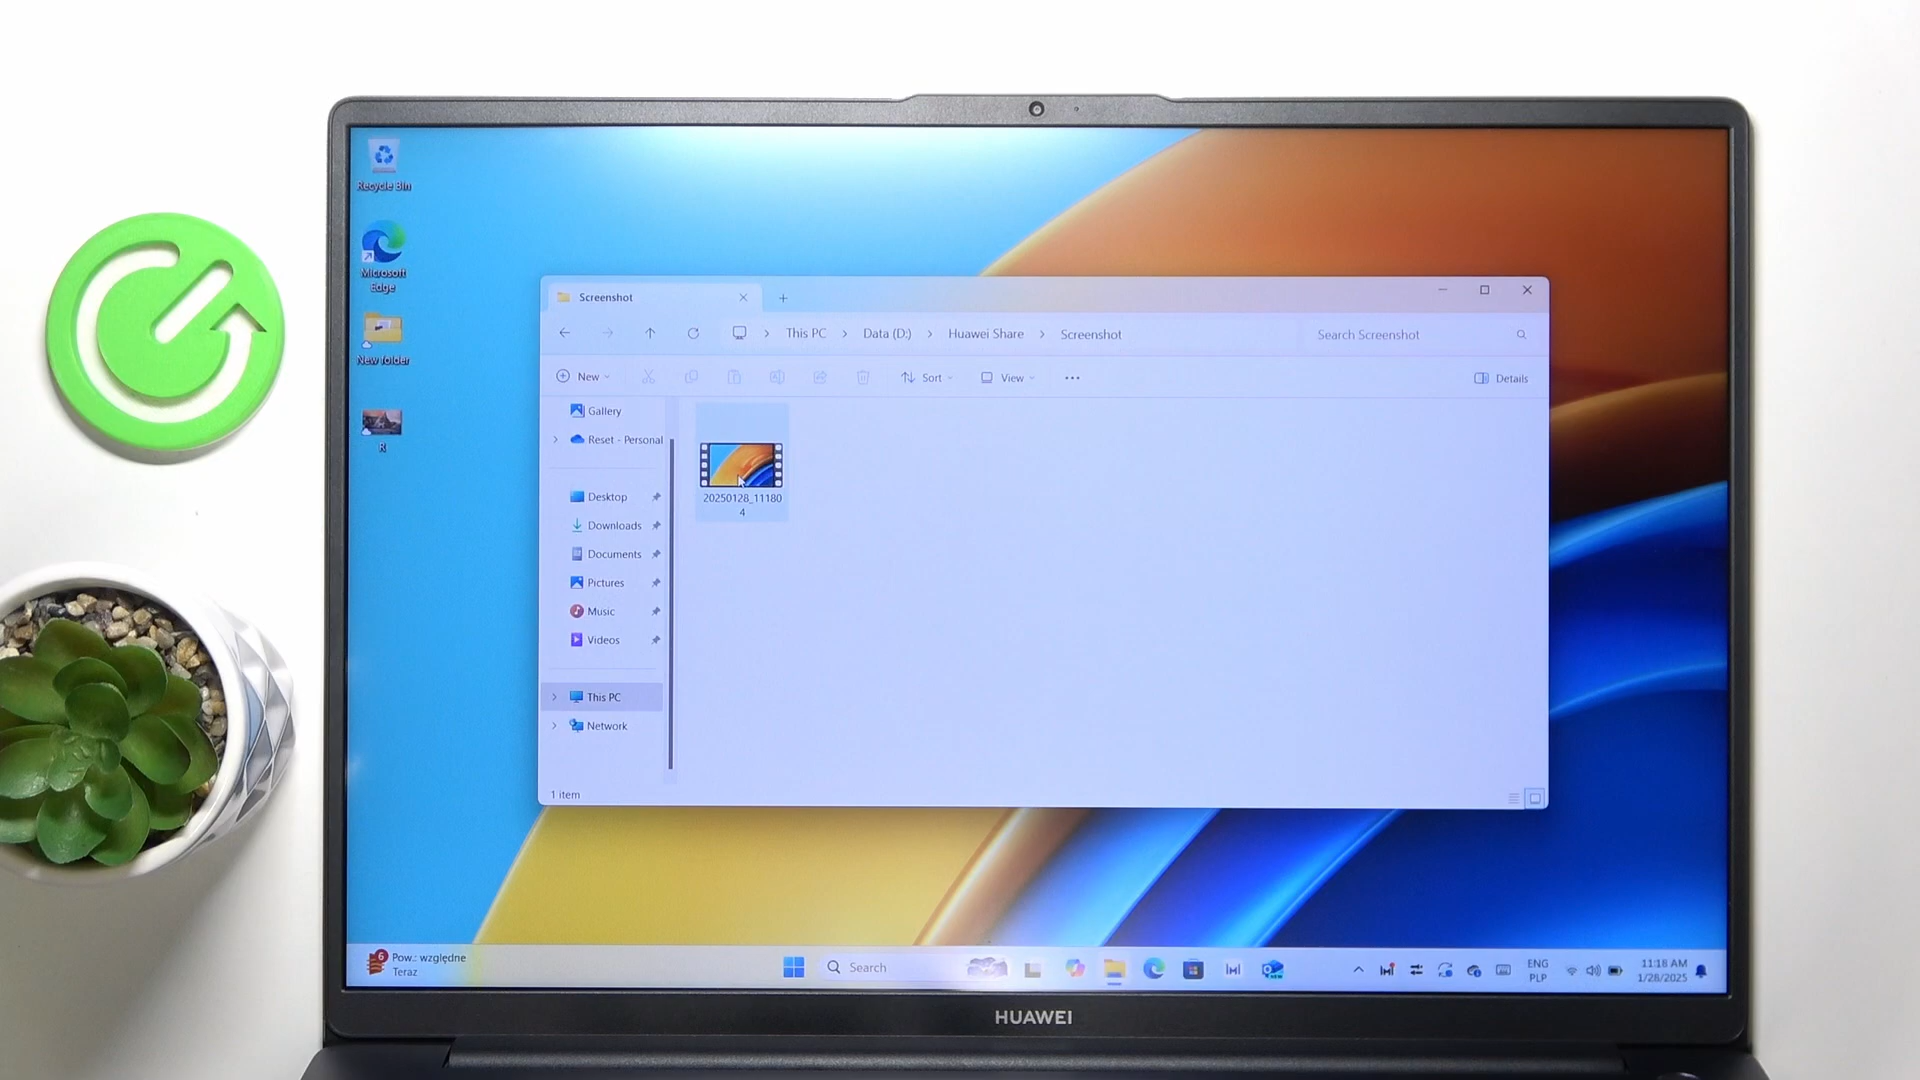 Recycle Bin
Microsoft
Edge
New folder
R
Screenshot
This PC
Data (D:)
Huawei Share
Screenshot
Search Screenshot
New
Sort
View
Details
Gallery
Reset - Personal
Desktop
Downloads
Documents
Pictures
Music
Videos
This PC
Network
20250128_11180
4
1 item
6
Pow.: względne
Teraz
Search
NEW
ENG
PLP
11:18 AM
1/28/2025
HUAWEI